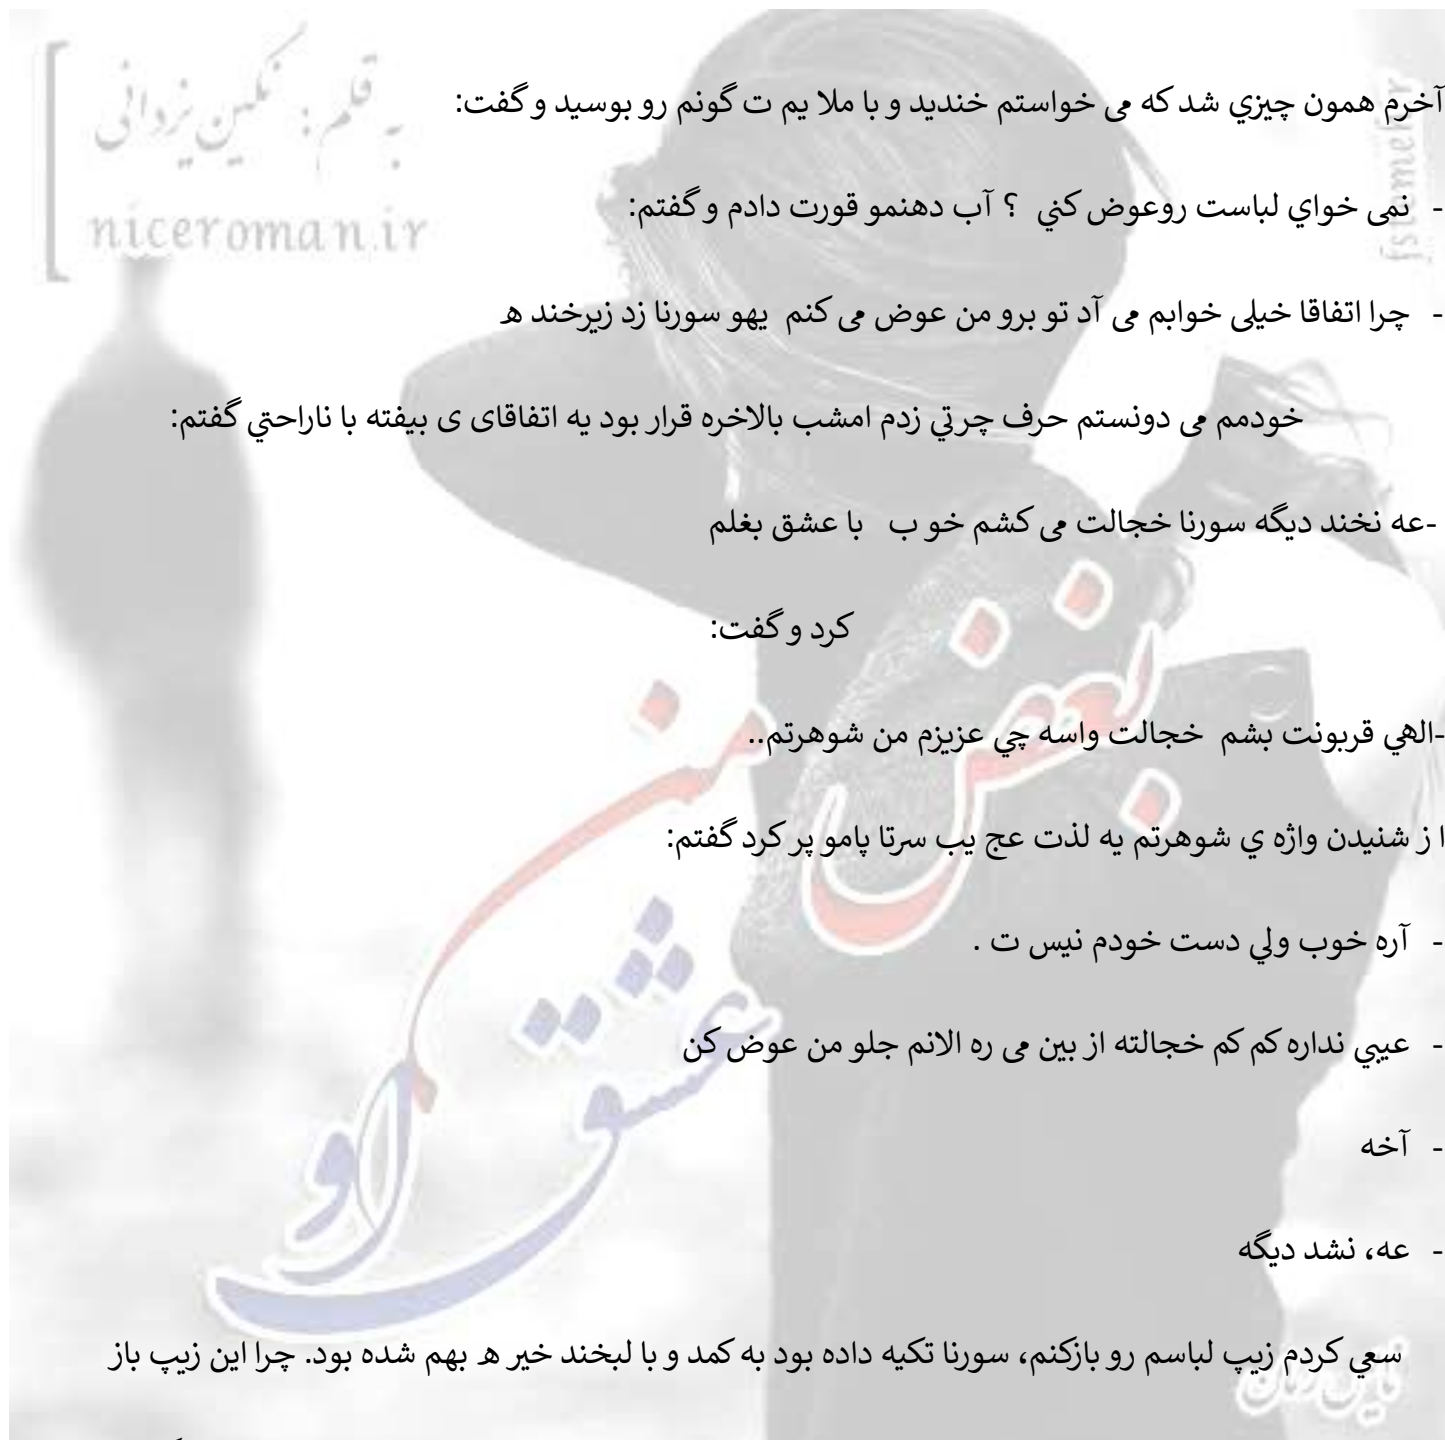 به قلم : نگین یزدانی
niceroman.ir
آخرم همون چيزي شد که می خواستم خندید و با ملا یم ت گونم رو بوسید و گفت:
- نمی خواي لباست روعوض کني ؟ آب دهنمو قورت دادم و گفتم:
- چرا اتفاقا خیلی خوابم می آد تو برو من عوض می کنم یهو سورنا زد زیرخند ه
خودمم می دونستم حرف چرتي زدم امشب بالاخره قرار بود یه اتفاقای ی بیفته با ناراحتي گفتم:
-عه نخند دیگه سورنا خجالت می کشم خو ب با عشق بغلم
کرد و گفت:
-الهي قربونت بشم خجالت واسه چي عزیزم من شوهرتم..
ا ز شنیدن واژه ي شوهرتم یه لذت عج یب سرتا پامو پر کرد گفتم:
- آره خوب ولي دست خودم نیس ت .
- عیبي نداره کم کم خجالته از بین می ره الانم جلو من عوض کن
- آخه
- عه، نشد دیگه
سعي کردم زیپ لباسم رو بازکنم، سورنا تکیه داده بود به کمد و با لبخند خیر ه بهم شده بود. چرا این زیپ باز
بغض من
عشق او